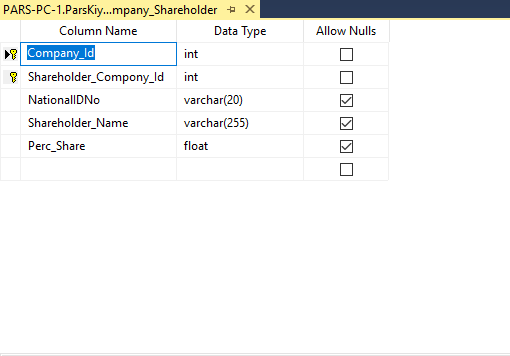 PARS-PC-1.ParsKiy...mpany_Shareholder
Column Name Data Type Allow Nulls
Company_Id int
Shareholder_Compony_Id int
NationalIDNo varchar(20)
Shareholder_Name varchar(255)
Perc_Share float